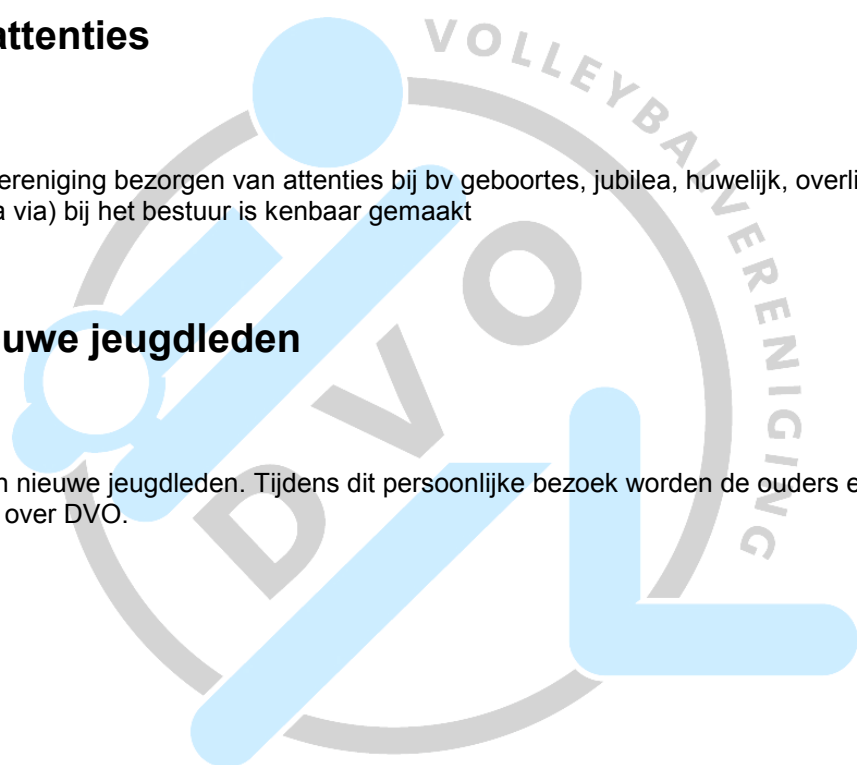 attenties
VOLLEYBALVERENIGING
ereniging bezorgen van attenties bij bv geboortes, jubilea, huwelijk, overli
a via) bij het bestuur is kenbaar gemaakt
DVO
uwe jeugdleden
n nieuwe jeugdleden. Tijdens dit persoonlijke bezoek worden de ouders e
over DVO.